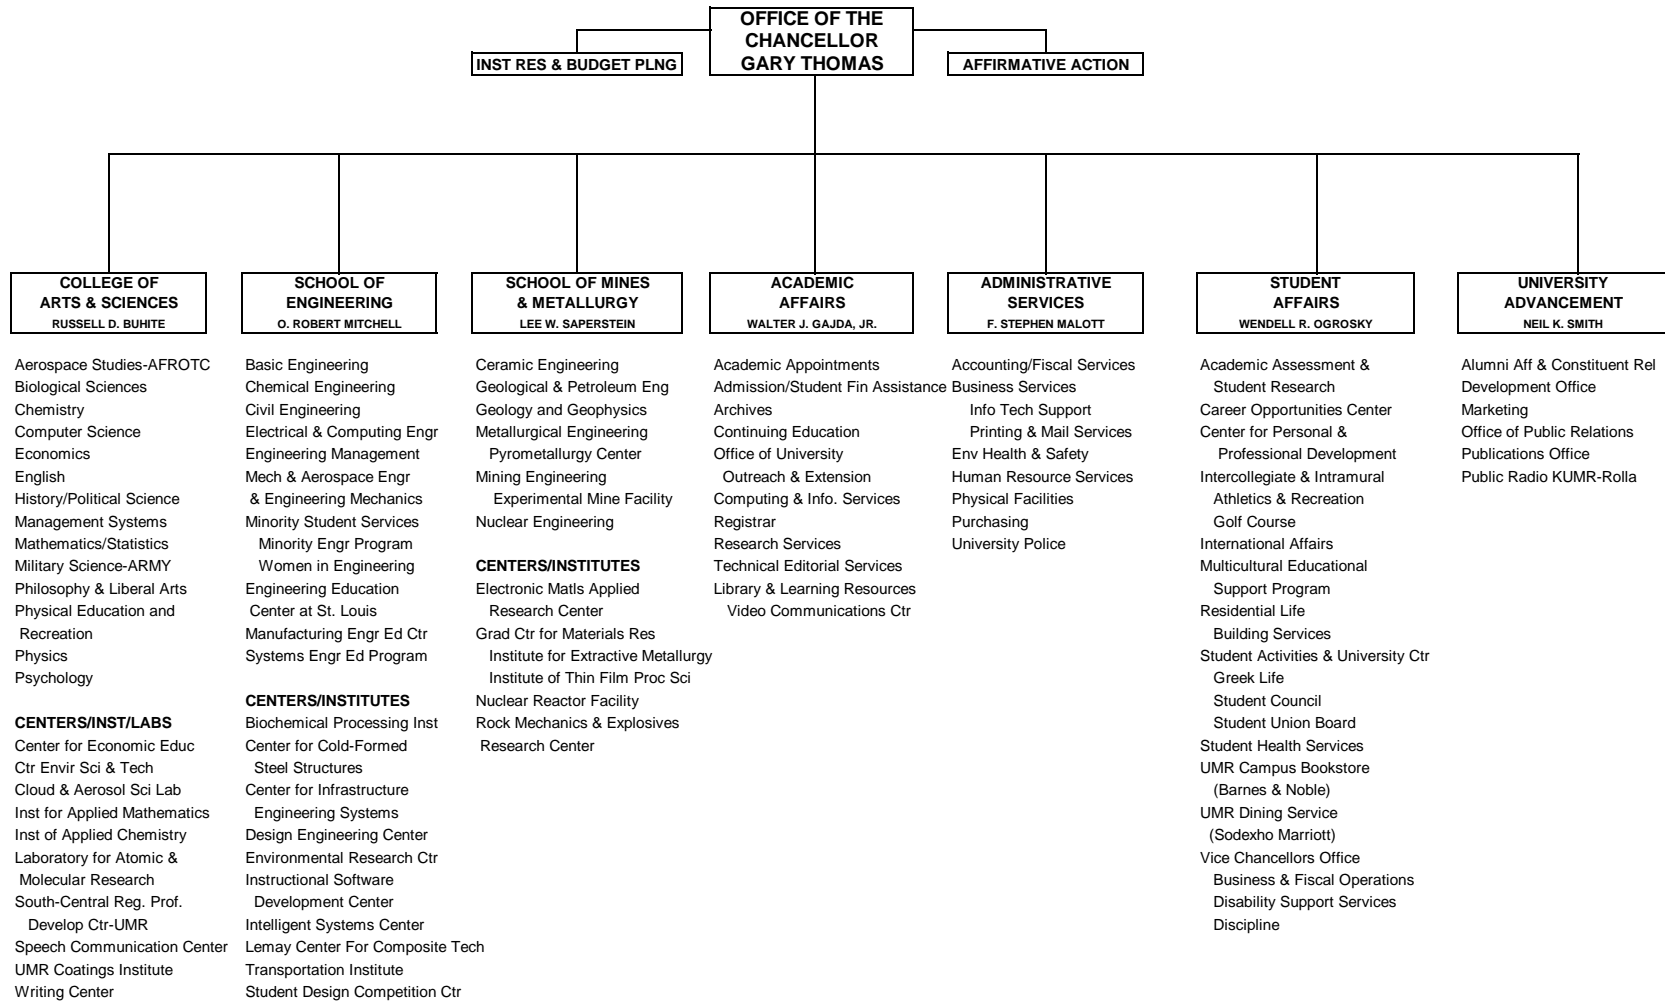 OFFICE OF THE
CHANCELLOR
GARY THOMAS
INST RES & BUDGET PLNG
AFFIRMATIVE ACTION
COLLEGE OF
ARTS & SCIENCES
RUSSELL D. BUHITE
Aerospace Studies-AFROTC
Biological Sciences
Chemistry
Computer Science
Economics
English
History/Political Science
Management Systems
Mathematics/Statistics
Military Science-ARMY
Philosophy & Liberal Arts
Physical Education and
Recreation
Physics
Psychology
CENTERS/INST/LABS
Center for Economic Educ
Ctr Envir Sci & Tech
Cloud & Aerosol Sci Lab
Inst for Applied Mathematics
Inst of Applied Chemistry
Laboratory for Atomic &
Molecular Research
South-Central Reg. Prof.
Develop Ctr-UMR
Speech Communication Center
UMR Coatings Institute
Writing Center
SCHOOL OF
ENGINEERING
O. ROBERT MITCHELL
Basic Engineering
Chemical Engineering
Civil Engineering
Electrical & Computing Engr
Engineering Management
Mech & Aerospace Engr
& Engineering Mechanics
Minority Student Services
Minority Engr Program
Women in Engineering
Engineering Education
Center at St. Louis
Manufacturing Engr Ed Ctr
Systems Engr Ed Program
CENTERS/INSTITUTES
Biochemical Processing Inst
Center for Cold-Formed
Steel Structures
Center for Infrastructure
Engineering Systems
Design Engineering Center
Environmental Research Ctr
Instructional Software
Development Center
Intelligent Systems Center
Lemay Center For Composite Tech
Transportation Institute
Student Design Competition Ctr
SCHOOL OF MINES
& METALLURGY
LEE W. SAPERSTEIN
Ceramic Engineering
Geological & Petroleum Eng
Geology and Geophysics
Metallurgical Engineering
Pyrometallurgy Center
Mining Engineering
Experimental Mine Facility
Nuclear Engineering
CENTERS/INSTITUTES
Electronic Matls Applied
Research Center
Grad Ctr for Materials Res
Institute for Extractive Metallurgy
Institute of Thin Film Proc Sci
Nuclear Reactor Facility
Rock Mechanics & Explosives
Research Center
ACADEMIC
AFFAIRS
WALTER J. GAJDA, JR.
Academic Appointments
Admission/Student Fin Assistance
Archives
Continuing Education
Office of University
Outreach & Extension
Computing & Info. Services
Registrar
Research Services
Technical Editorial Services
Library & Learning Resources
Video Communications Ctr
ADMINISTRATIVE
SERVICES
F. STEPHEN MALOTT
Accounting/Fiscal Services
Business Services
Info Tech Support
Printing & Mail Services
Env Health & Safety
Human Resource Services
Physical Facilities
Purchasing
University Police
STUDENT
AFFAIRS
WENDELL R. OGROSKY
Academic Assessment &
Student Research
Career Opportunities Center
Center for Personal &
Professional Development
Intercollegiate & Intramural
Athletics & Recreation
Golf Course
International Affairs
Multicultural Educational
Support Program
Residential Life
Building Services
Student Activities & University Ctr
Greek Life
Student Council
Student Union Board
Student Health Services
UMR Campus Bookstore
(Barnes & Noble)
UMR Dining Service
(Sodexho Marriott)
Vice Chancellors Office
Business & Fiscal Operations
Disability Support Services
Discipline
UNIVERSITY
ADVANCEMENT
NEIL K. SMITH
Alumni Aff & Constituent Rel
Development Office
Marketing
Office of Public Relations
Publications Office
Public Radio KUMR-Rolla